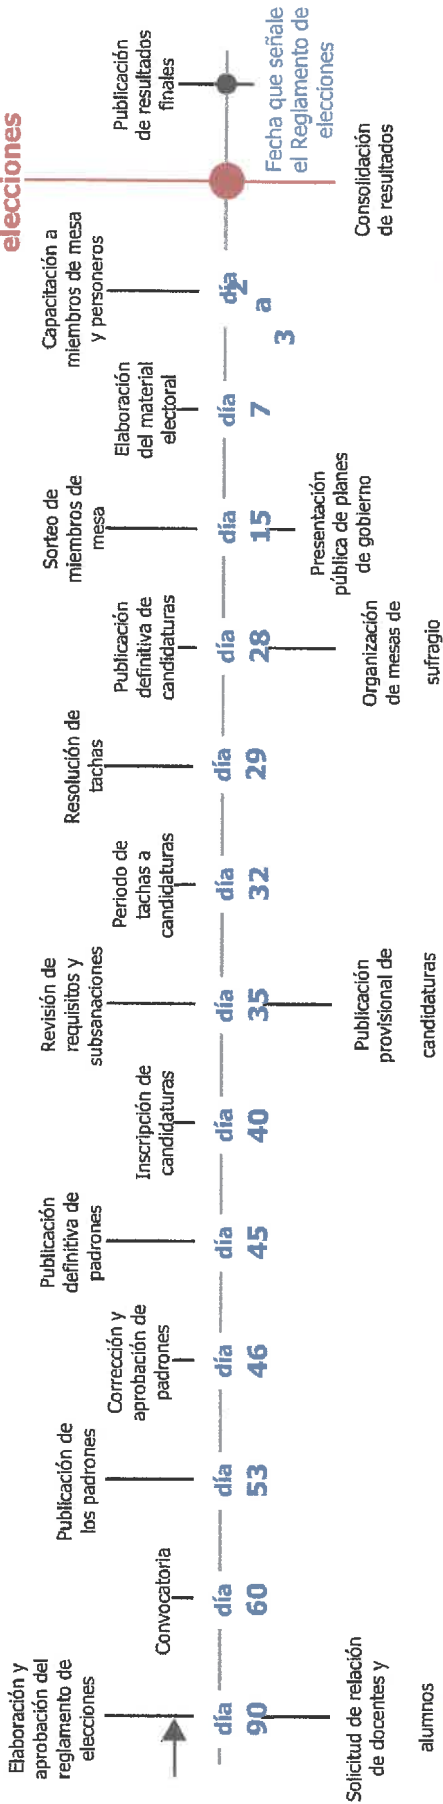 Elaboración y
aprobación del
reglamento de
elecciones
día
90
Solicitud de relación
de docentes y
alumnos
Convocatoria
día
60
Publicación de
los padrones
día
53
Corrección y
aprobación de
padrones
día
46
Publicación
definitiva de
padrones
día
45
Inscripción de
candidaturas
día
40
Revisión de
requisitos y
subsanaciones
día
35
Publicación
provisional de
candidaturas
Periodo de
tachas a
candidaturas
día
32
Resolución de
tachas
día
29
Publicación
definitiva de
candidaturas
día
28
Organización
de mesas de
sufragio
Sorteo de
miembros de
mesa
día
15
Presentación
pública de planes
de gobierno
Elaboración
del material
electoral
día
7
Capacitación a
miembros de mesa
y personeros
día
2
a
3
elecciones
Consolidación
de resultados
Publicación
de resultados
finales
Fecha que señale
el Reglamento de
elecciones